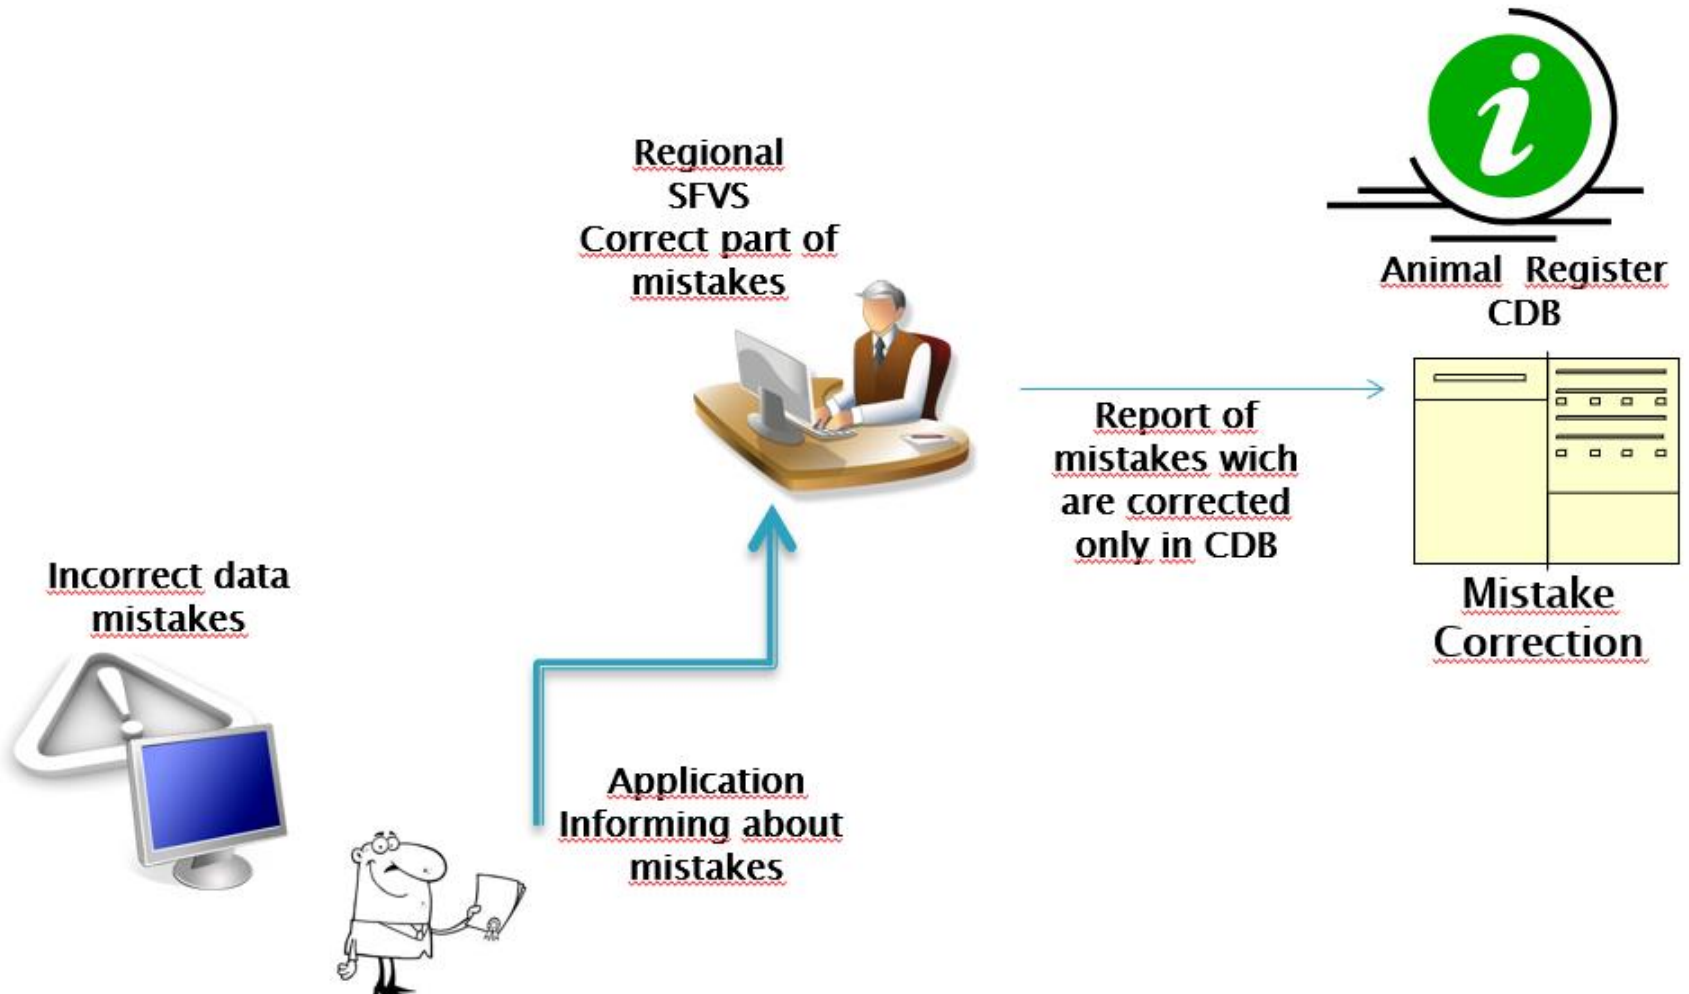 Regional
SFVS
Correct part of
mistakes
Animal Register
CDB
Report of
mistakes wich
are corrected
only in CDB
Mistake
Correction
Incorrect data
mistakes
Application
Informing about
mistakes